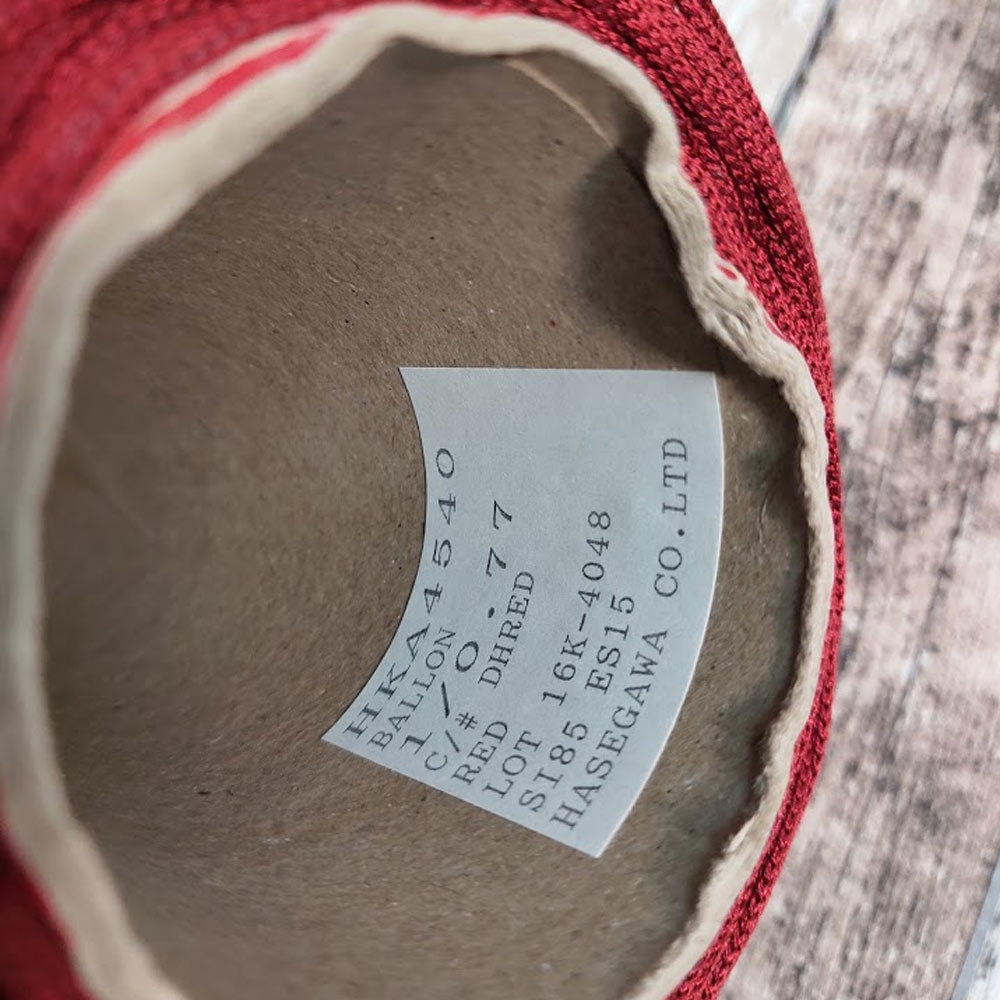 HKA4540
BALLON
1/0.77
C/# DHRED
RED
LOT 16K-4048
SI85 ES15
HASEGAWA CO.LTD